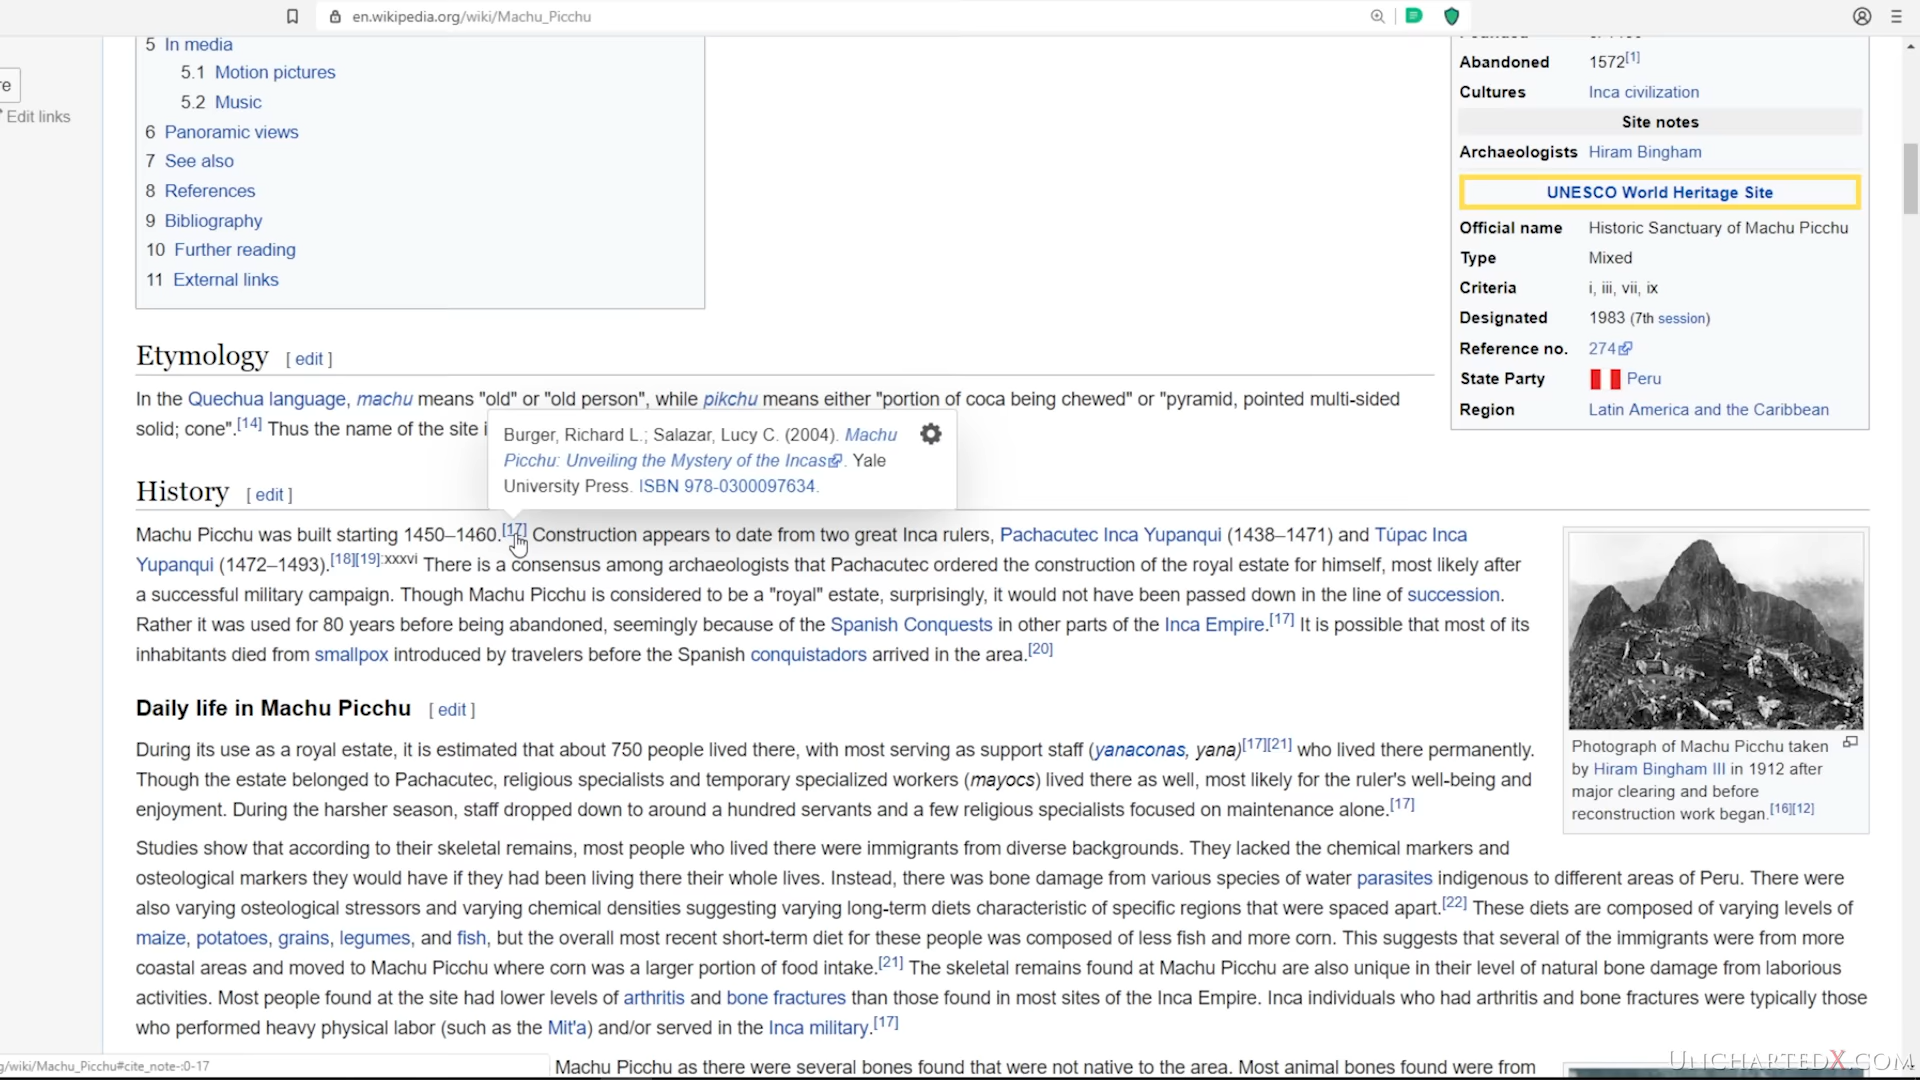 en.wikipedia.org/wiki/Machu_Picchu
re
Edit links
5 In media
5.1 Motion pictures
5.2 Music
6 Panoramic views
7 See also
8 References
9 Bibliography
10 Further reading
11 External links
Abandoned 1572[1]
Cultures Inca civilization
Site notes
Archaeologists Hiram Bingham
UNESCO World Heritage Site
Official name Historic Sanctuary of Machu Picchu
Type Mixed
Criteria i, iii, vii, ix
Designated 1983 (7th session)
Reference no. 274
State Party Peru
Region Latin America and the Caribbean
Etymology [ edit ]
In the Quechua language, machu means "old" or "old person", while pikchu means either "portion of coca being chewed" or "pyramid, pointed multi-sided
solid; cone".[14] Thus the name of the site i
Burger, Richard L.; Salazar, Lucy C. (2004). Machu
Picchu: Unveiling the Mystery of the Incas. Yale
University Press. ISBN 978-0300097634.
History [ edit ]
Machu Picchu was built starting 1450–1460.[17] Construction appears to date from two great Inca rulers, Pachacutec Inca Yupanqui (1438–1471) and Túpac Inca
Yupanqui (1472–1493).[18][19]:xxxvi There is a consensus among archaeologists that Pachacutec ordered the construction of the royal estate for himself, most likely after
a successful military campaign. Though Machu Picchu is considered to be a "royal" estate, surprisingly, it would not have been passed down in the line of succession.
Rather it was used for 80 years before being abandoned, seemingly because of the Spanish Conquests in other parts of the Inca Empire.[17] It is possible that most of its
inhabitants died from smallpox introduced by travelers before the Spanish conquistadors arrived in the area.[20]
Photograph of Machu Picchu taken
by Hiram Bingham III in 1912 after
major clearing and before
reconstruction work began.[16][12]
Daily life in Machu Picchu [ edit ]
During its use as a royal estate, it is estimated that about 750 people lived there, with most serving as support staff (yanaconas, yana)[17][21] who lived there permanently.
Though the estate belonged to Pachacutec, religious specialists and temporary specialized workers (mayocs) lived there as well, most likely for the ruler's well-being and
enjoyment. During the harsher season, staff dropped down to around a hundred servants and a few religious specialists focused on maintenance alone.[17]
Studies show that according to their skeletal remains, most people who lived there were immigrants from diverse backgrounds. They lacked the chemical markers and
osteological markers they would have if they had been living there their whole lives. Instead, there was bone damage from various species of water parasites indigenous to different areas of Peru. There were
also varying osteological stressors and varying chemical densities suggesting varying long-term diets characteristic of specific regions that were spaced apart.[22] These diets are composed of varying levels of
maize, potatoes, grains, legumes, and fish, but the overall most recent short-term diet for these people was composed of less fish and more corn. This suggests that several of the immigrants were from more
coastal areas and moved to Machu Picchu where corn was a larger portion of food intake.[21] The skeletal remains found at Machu Picchu are also unique in their level of natural bone damage from laborious
activities. Most people found at the site had lower levels of arthritis and bone fractures than those found in most sites of the Inca Empire. Inca individuals who had arthritis and bone fractures were typically those
who performed heavy physical labor (such as the Mit'a) and/or served in the Inca military.[17]
g/wiki/Machu_Picchu#cite_note-:0-17
Machu Picchu as there were several bones found that were not native to the area. Most animal bones found were from
UnchartedX.com